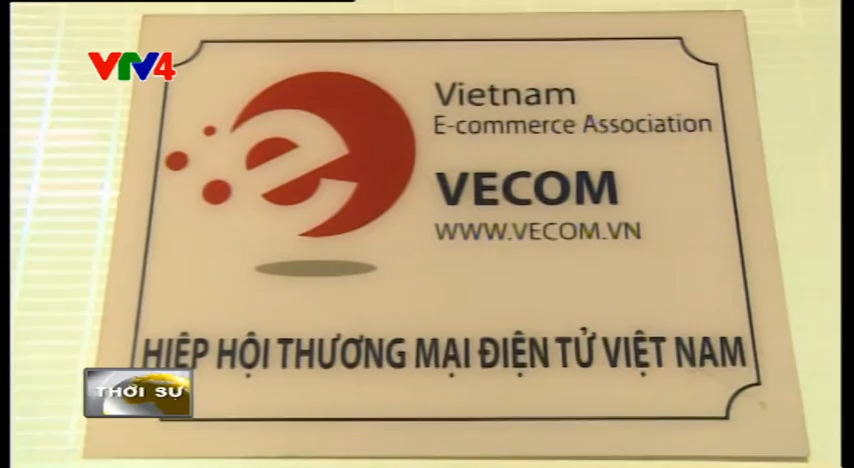 VTV4
e
Vietnam
E-commerce Association
VECOM
WWW.VECOM.VN
HIỆP HỘI THƯƠNG MẠI ĐIỆN TỬ VIỆT NAM
THỜI SỰ